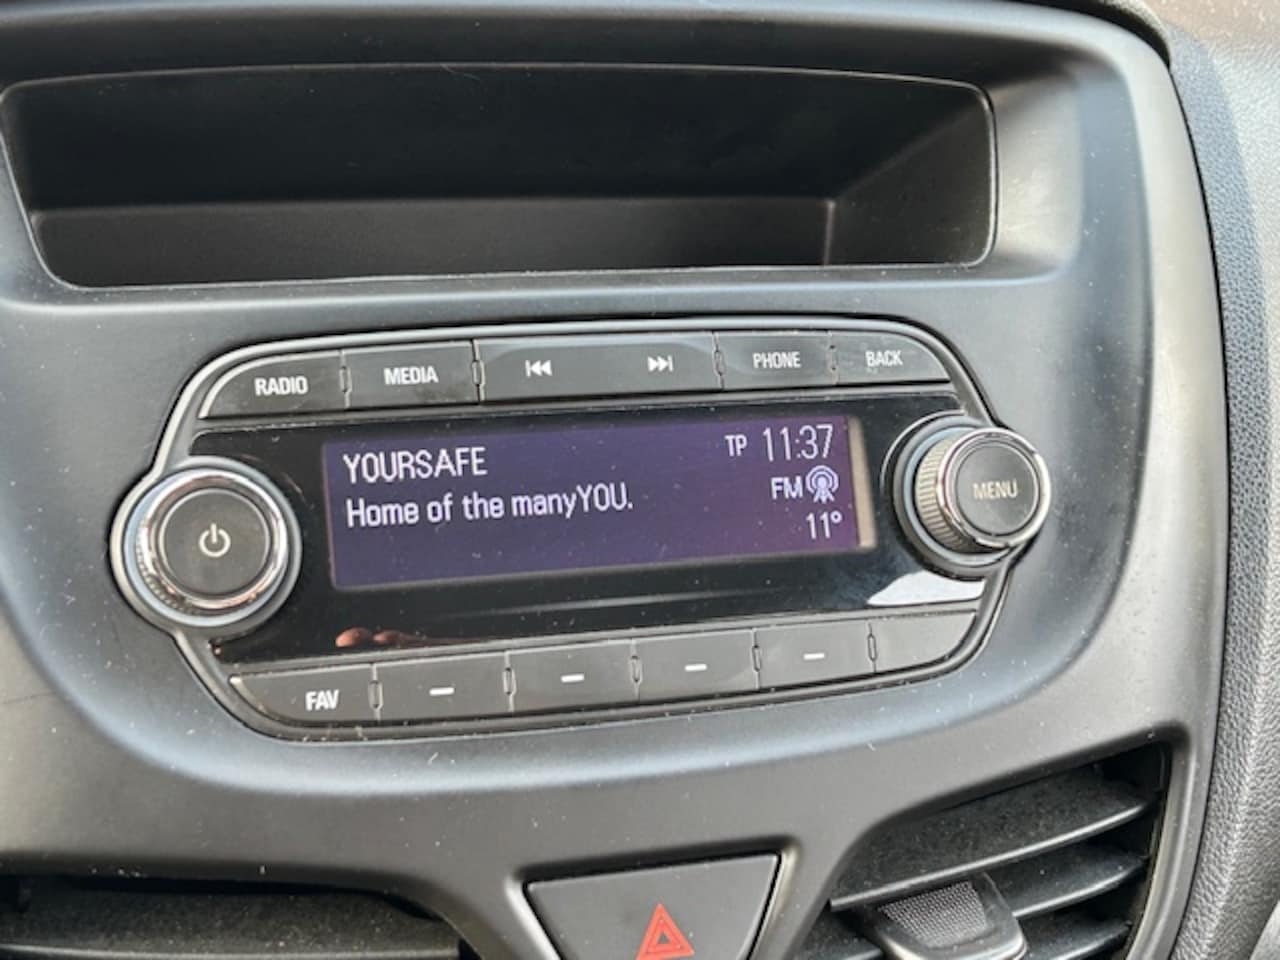 RADIO MEDIA PHONE BACK
YOURSAFE TP 11:37
Home of the manyYOU. FM
11°
MENU
FAV